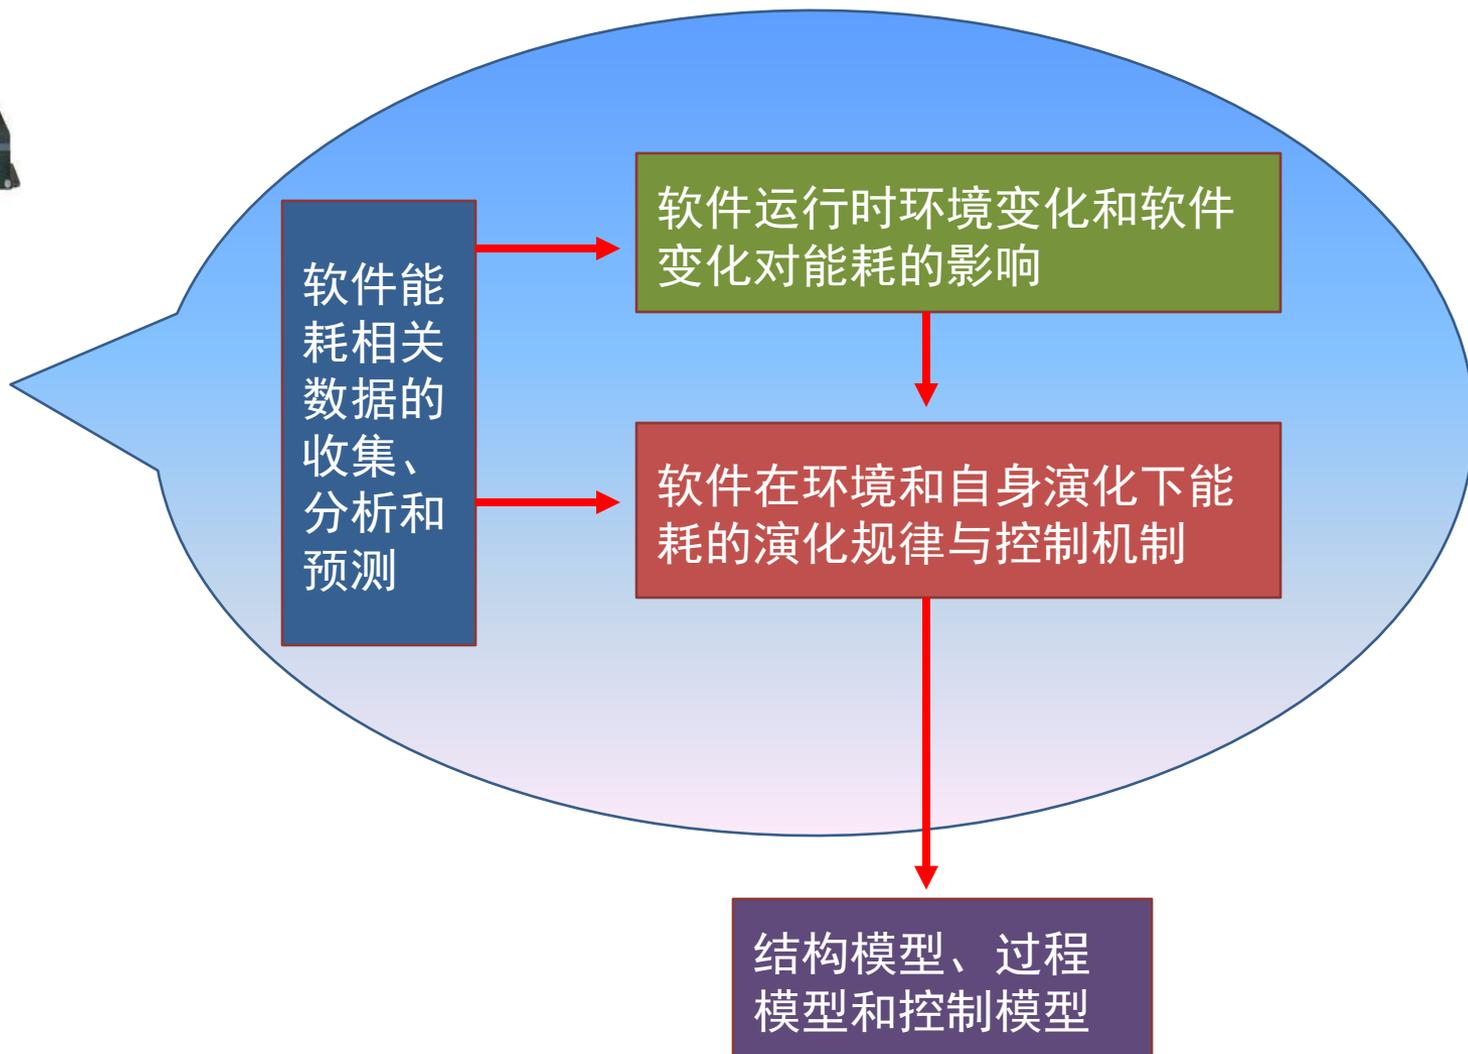 软件能
耗相关
数据的
收集、
分析和
预测
软件运行时环境变化和软件
变化对能耗的影响
软件在环境和自身演化下能
耗的演化规律与控制机制
结构模型、过程
模型和控制模型